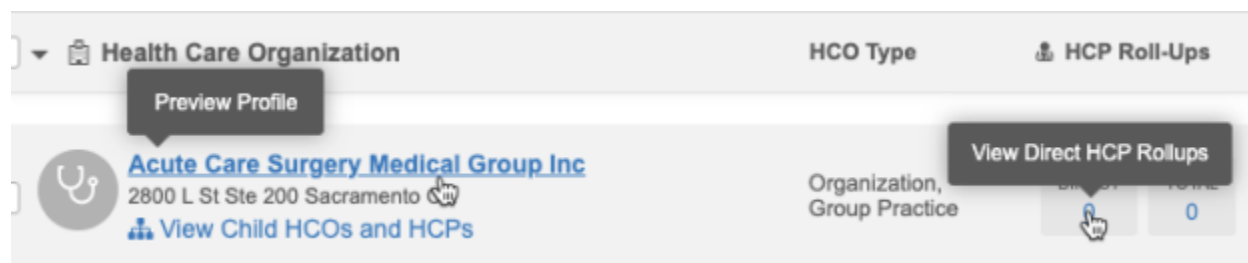 Health Care Organization HCO Type HCP Roll-Ups
Preview Profile
View Direct HCP Rollups
Acute Care Surgery Medical Group Inc
2800 L St Ste 200 Sacramento
View Child HCOs and HCPs
Organization,
Group Practice
0